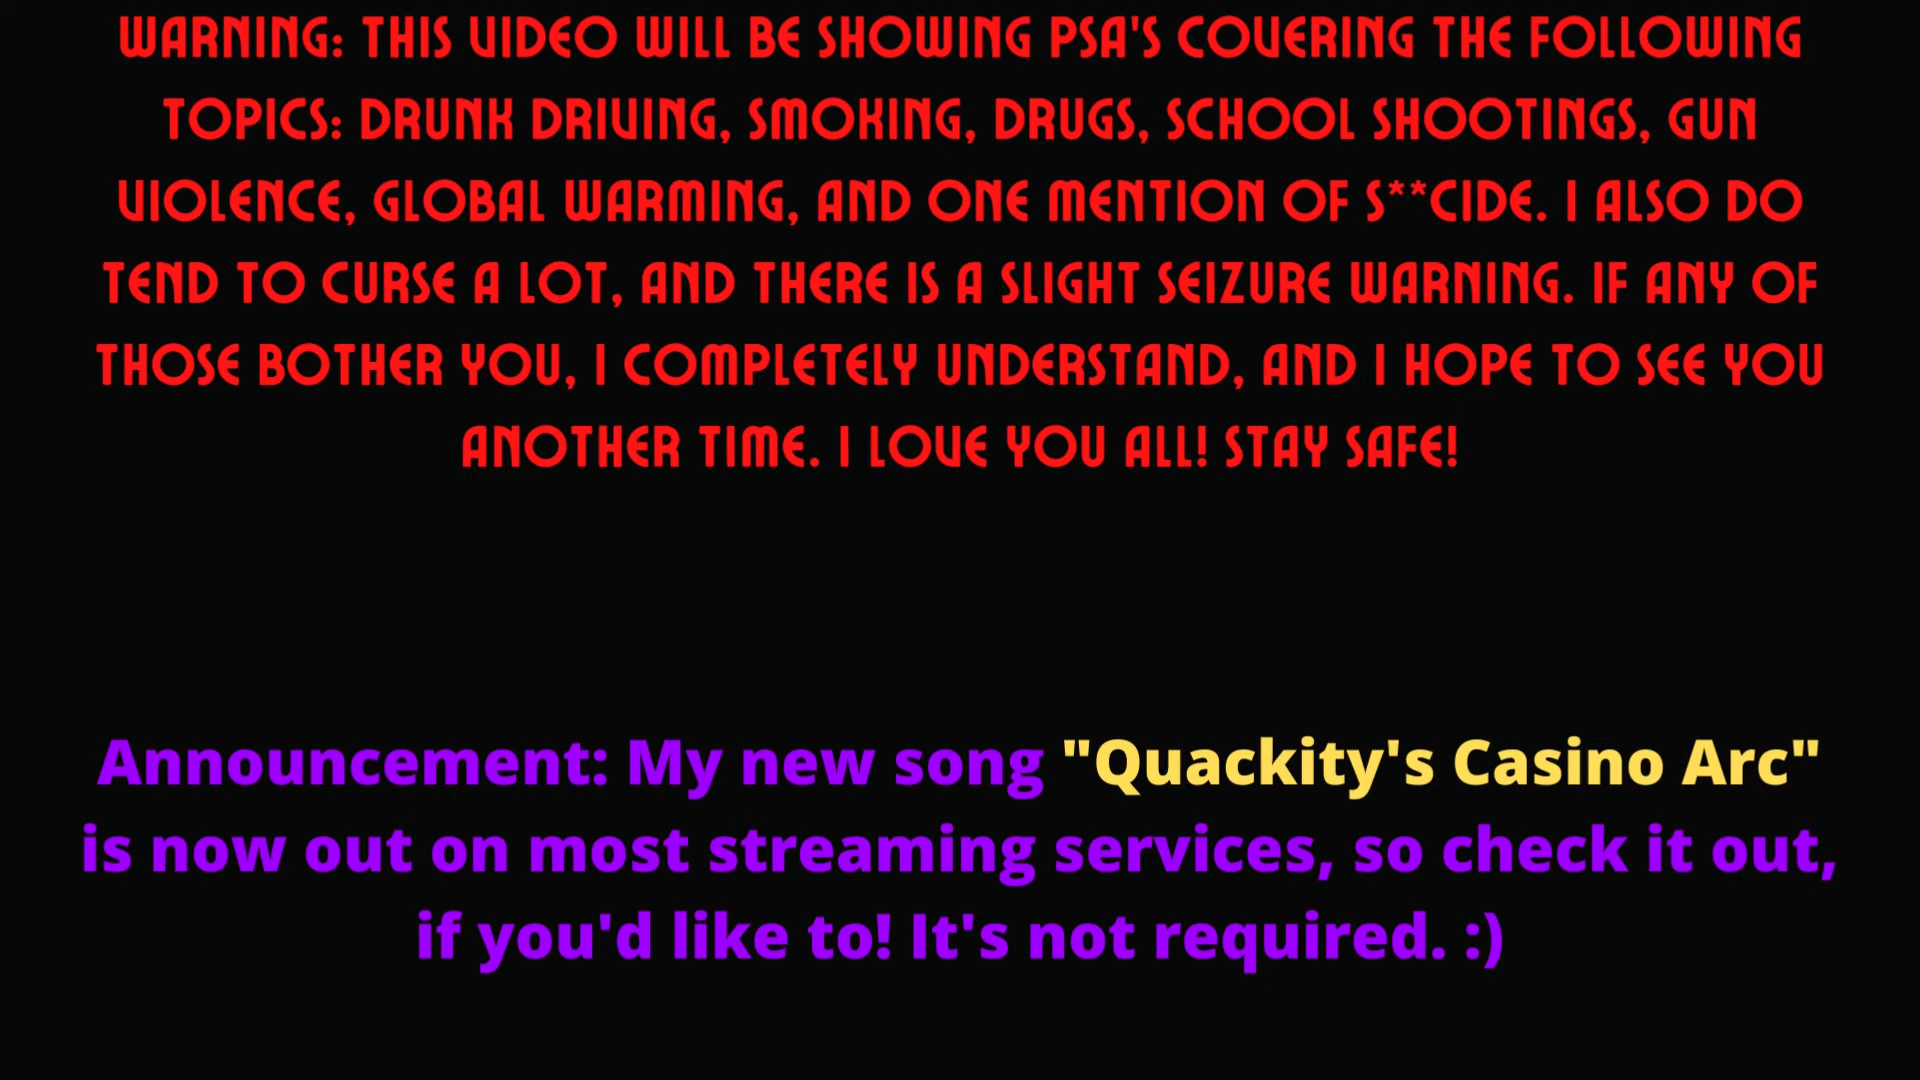 WARNING: THIS VIDEO WILL BE SHOWING PSA'S COVERING THE FOLLOWING
TOPICS: DRUNK DRIVING, SMOKING, DRUGS, SCHOOL SHOOTINGS, GUN
VIOLENCE, GLOBAL WARMING, AND ONE MENTION OF S**CIDE. I ALSO DO
TEND TO CURSE A LOT, AND THERE IS A SLIGHT SEIZURE WARNING. IF ANY OF
THOSE BOTHER YOU, I COMPLETELY UNDERSTAND, AND I HOPE TO SEE YOU
ANOTHER TIME. I LOVE YOU ALL! STAY SAFE!
Announcement: My new song "Quackity's Casino Arc"
is now out on most streaming services, so check it out,
if you'd like to! It's not required. :)